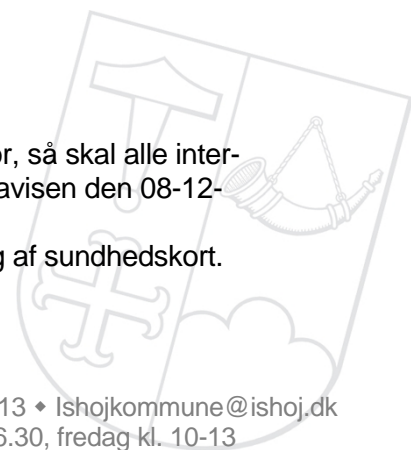 or, så skal alle inter-
avisen den 08-12-
g af sundhedskort.
13 ◆ Ishojkommune@ishoj.dk
6.30, fredag kl. 10-13